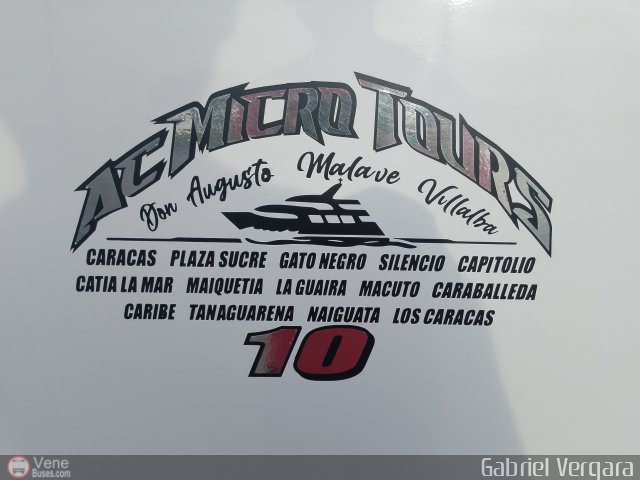 AC MICRO TOURS
Don Augusto Malave Villalba
CARACAS PLAZA SUCRE GATO NEGRO SILENCIO CAPITOLIO
CATIA LA MAR MAIQUETIA LA GUAIRA MACUTO CARABALLEDA
CARIBE TANAGUARENA NAIGUATA LOS CARACAS
10
Vene
Buses.com
Gabriel Vergara